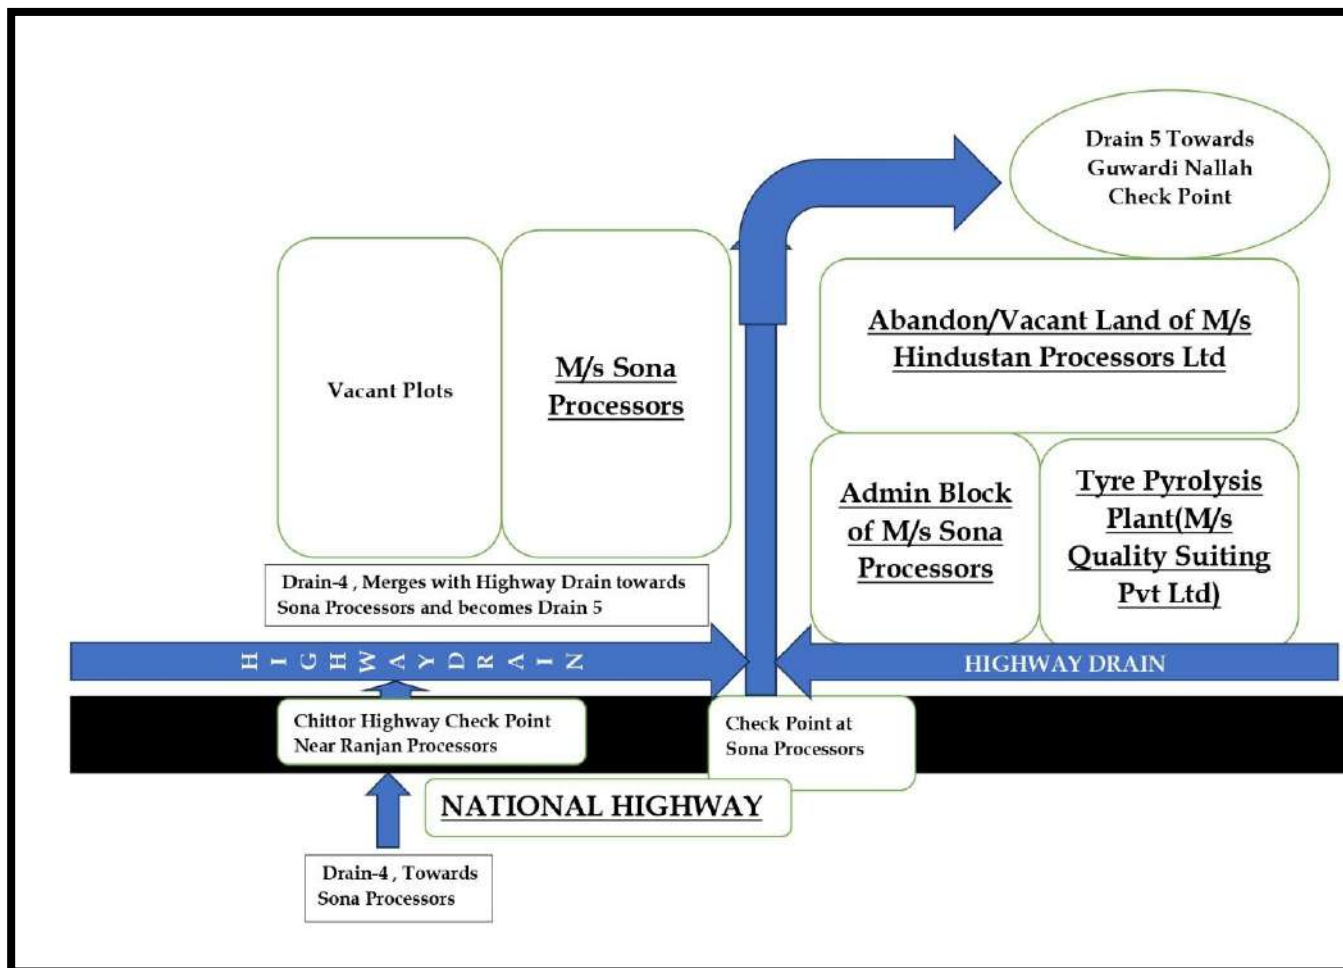 Drain 5 Towards
Guwardi Nallah
Check Point
Vacant Plots
M/s Sona
Processors
Abandon/Vacant Land of M/s
Hindustan Processors Ltd
Admin Block
of M/s Sona
Processors
Tyre Pyrolysis
Plant(M/s
Quality Suiting
Pvt Ltd)
Drain-4 , Merges with Highway Drain towards
Sona Processors and becomes Drain 5
HIGHWAYDRAIN
HIGHWAY DRAIN
Chittor Highway Check Point
Near Ranjan Processors
Check Point at
Sona Processors
NATIONAL HIGHWAY
Drain-4 , Towards
Sona Processors